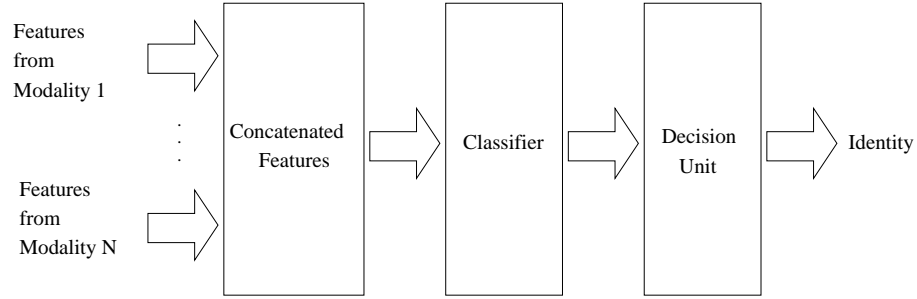 Features
from
Modality 1
.
.
.
Features
from
Modality N
Concatenated
Features
Classifier
Decision
Unit
Identity